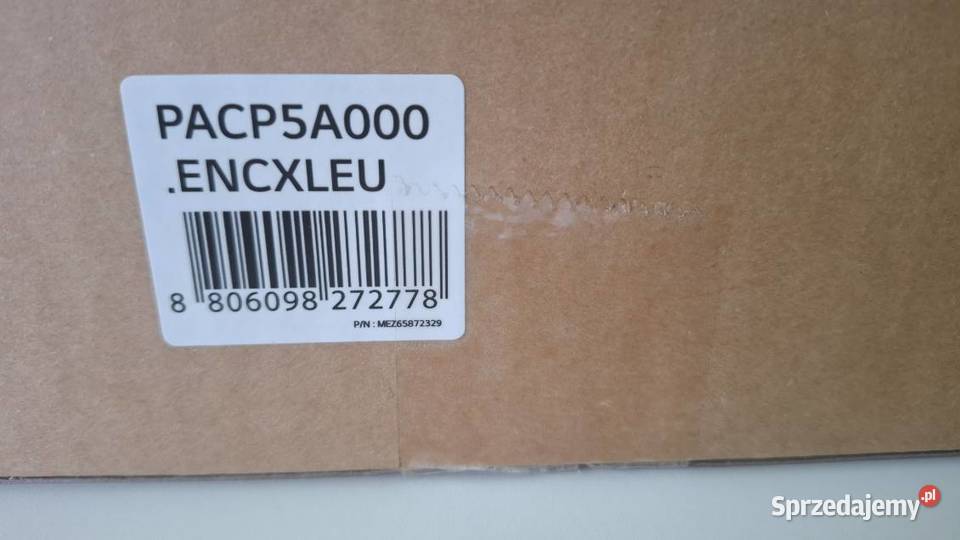 PACP5A000
.ENCXLEU
8 806098 272778
P/N : MEZ65872329
Sprzedajemy.pl